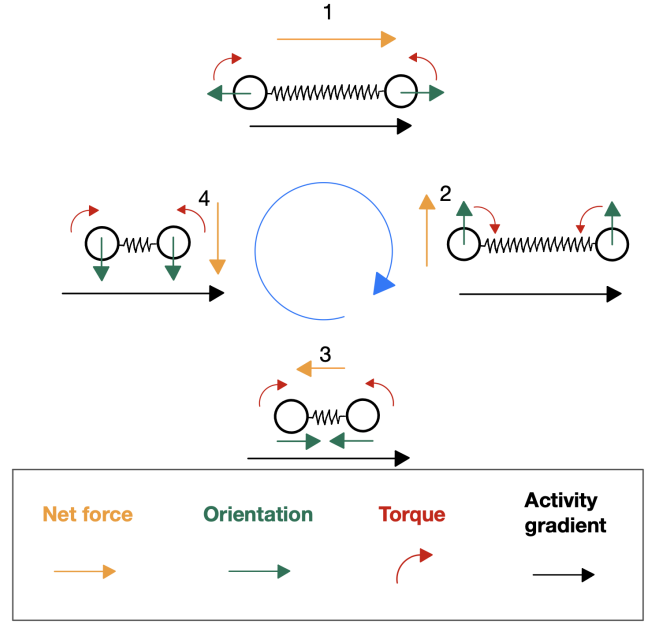 1
4
2
3
Net force
Orientation
Torque
Activity
gradient